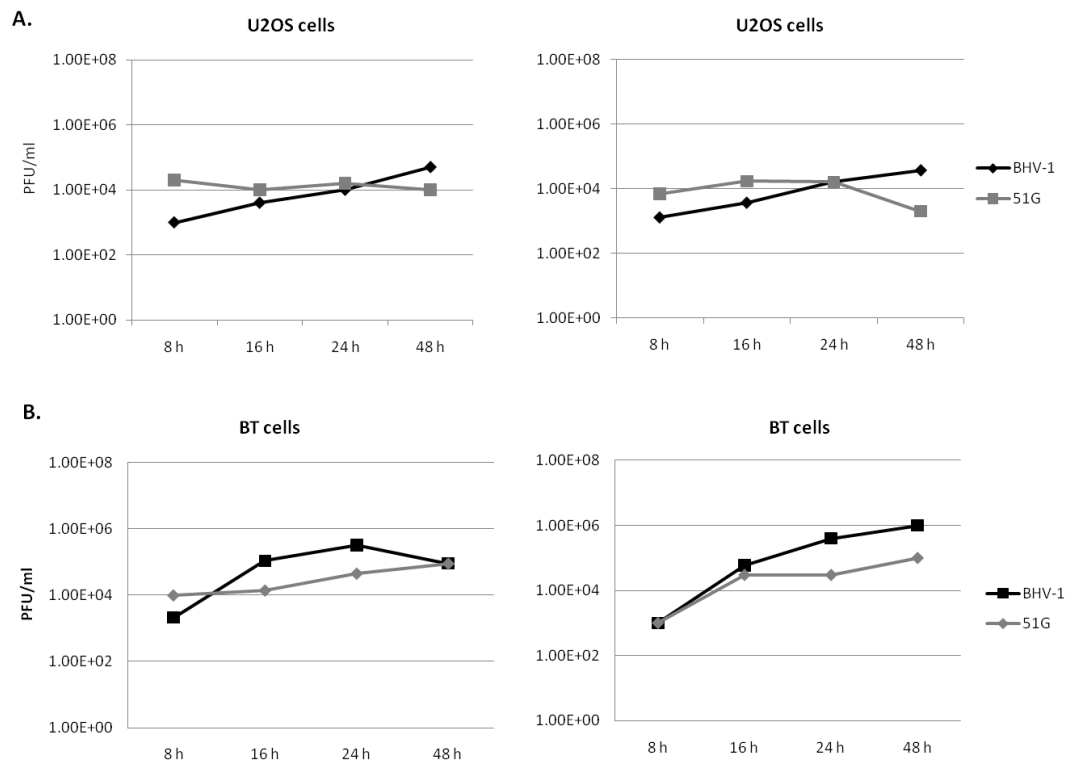 A.
U2OS cells
1.00E+08
1.00E+06
1.00E+04
1.00E+02
1.00E+00
PFU/ml
8 h 16 h 24 h 48 h
U2OS cells
1.00E+08
1.00E+06
1.00E+04
1.00E+02
1.00E+00
8 h 16 h 24 h 48 h
BHV-1
51G
B.
BT cells
1.00E+08
1.00E+06
1.00E+04
1.00E+02
1.00E+00
PFU/ml
8 h 16 h 24 h 48 h
BT cells
1.00E+08
1.00E+06
1.00E+04
1.00E+02
1.00E+00
8 h 16 h 24 h 48 h
BHV-1
51G